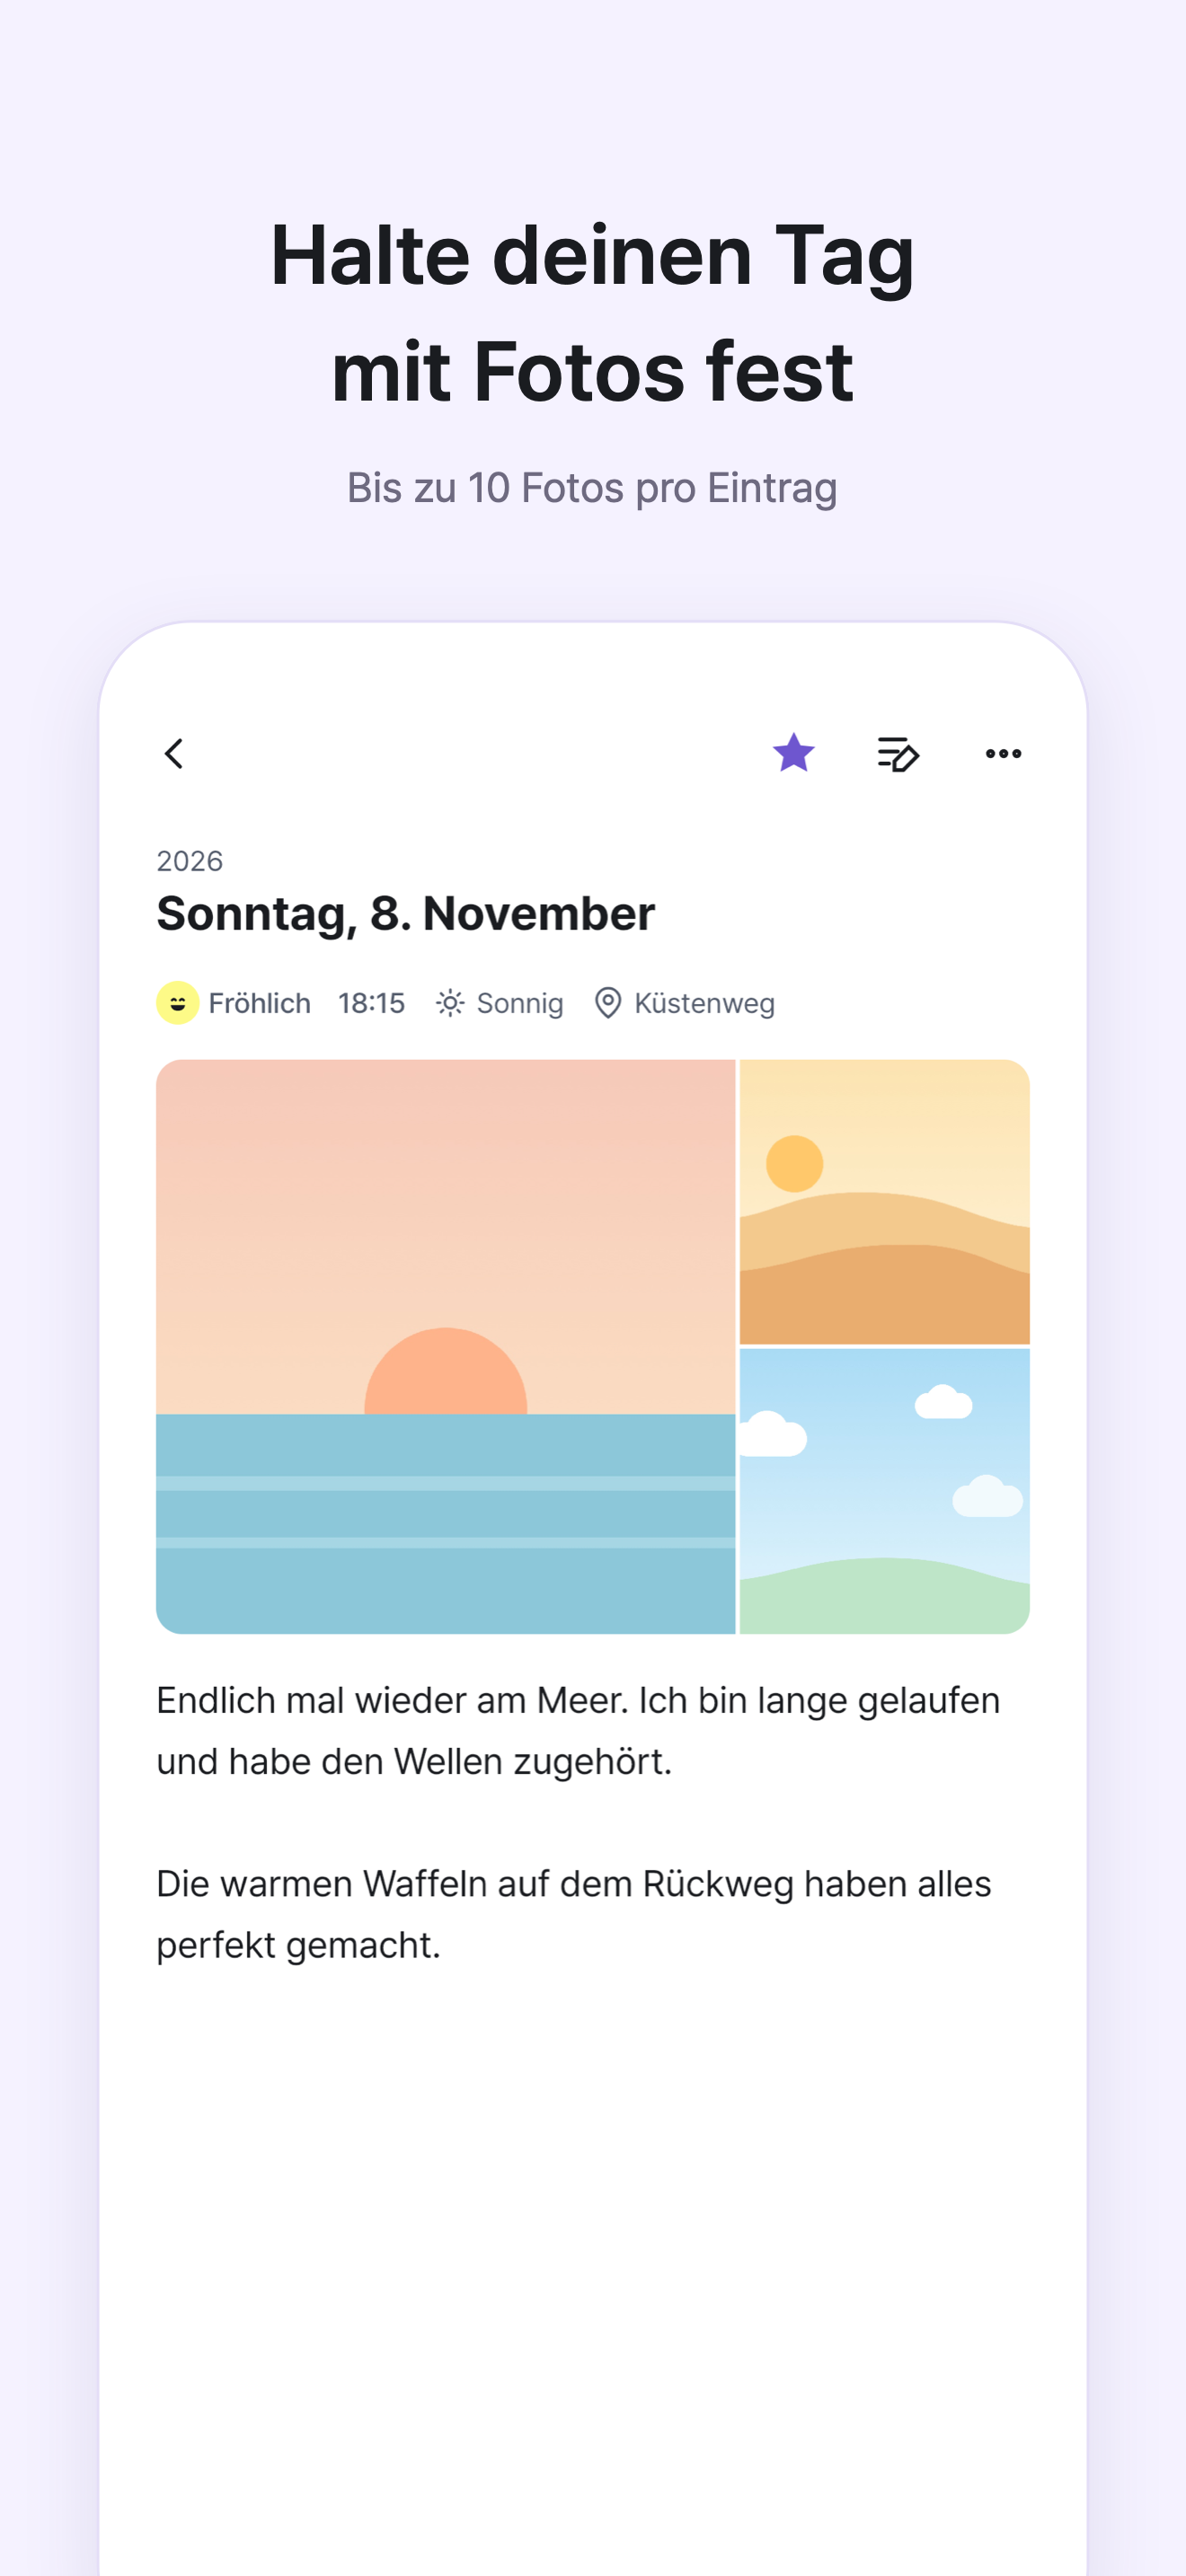 Halte deinen Tag
mit Fotos fest
Bis zu 10 Fotos pro Eintrag
2026
Sonntag, 8. November
Fröhlich 18:15 Sonnig Küstenweg
Endlich mal wieder am Meer. Ich bin lange gelaufen
und habe den Wellen zugehört.
Die warmen Waffeln auf dem Rückweg haben alles
perfekt gemacht.